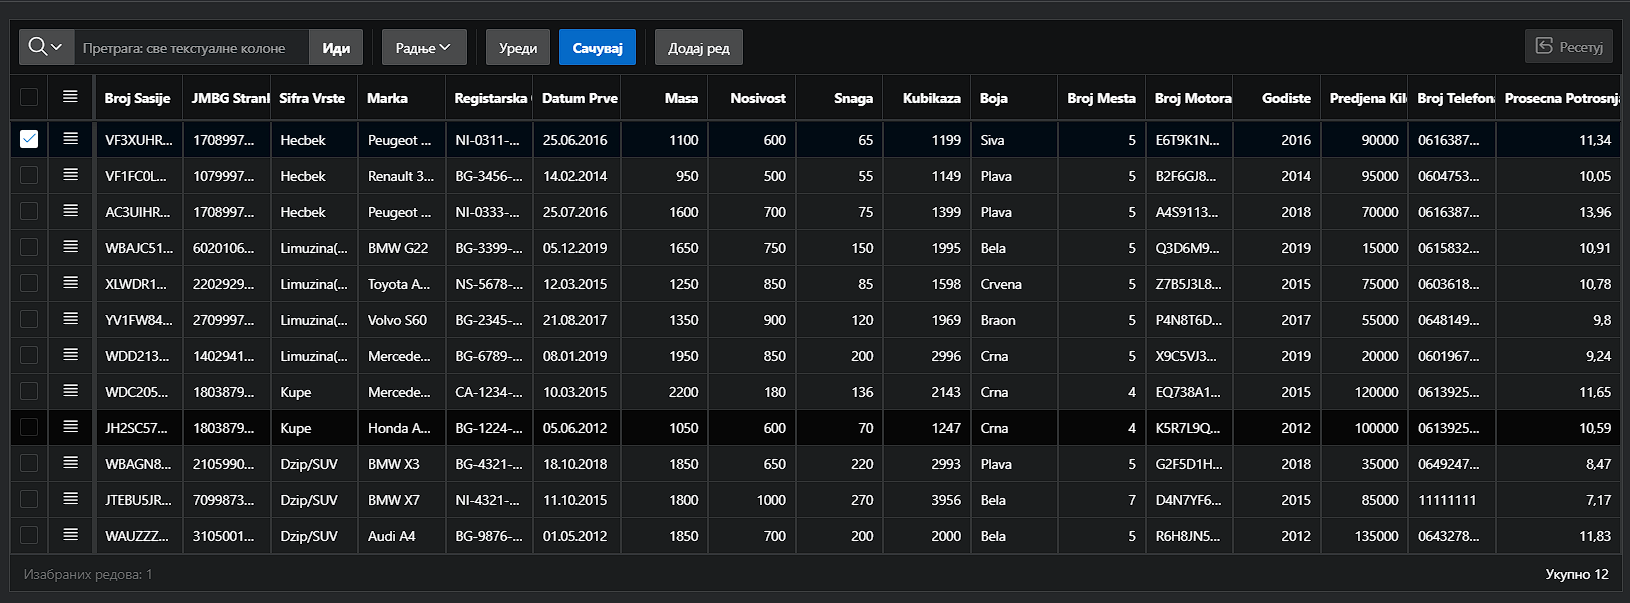 Претрага: све текстуалне колоне Иди Радње Уреди Сачувај Додај ред Ресетуј
Broj Sasije JMBG Stranl Sifra Vrste Marka Registarska Datum Prve Masa Nosivost Snaga Kubikaza Boja Broj Mesta Broj Motora Godiste Predjena Kil Broj Telefon Prosecna Potrosnj
VF3XUHR... 1708997... Hecbek Peugeot ... NI-0311-... 25.06.2016 1100 600 65 1199 Siva 5 E6T9K1N... 2016 90000 0616387... 11,34
VF1FC0L... 1079997... Hecbek Renault 3... BG-3456-... 14.02.2014 950 500 55 1149 Plava 5 B2F6GJ8... 2014 95000 0604753... 10,05
AC3UIHR... 1708997... Hecbek Peugeot ... NI-0333-... 25.07.2016 1600 700 75 1399 Plava 5 A4S9113... 2018 70000 0616387... 13,96
WBAJC51... 6020106... Limuzina(... BMW G22 BG-3399-... 05.12.2019 1650 750 150 1995 Bela 5 Q3D6M9... 2019 15000 0615832... 10,91
XLWDR1... 2202929... Limuzina(... Toyota A... NS-5678-... 12.03.2015 1250 850 85 1598 Crvena 5 Z7B5J3L8... 2015 75000 0603618... 10,78
YV1FW84... 2709997... Limuzina(... Volvo S60 BG-2345-... 21.08.2017 1350 900 120 1969 Braon 5 P4N8T6D... 2017 55000 0648149... 9,8
WDD213... 1402941... Limuzina(... Mercede... BG-6789-... 08.01.2019 1950 850 200 2996 Crna 5 X9C5VJ3... 2019 20000 0601967... 9,24
WDC205... 1803879... Kupe Mercede... CA-1234-... 10.03.2015 2200 180 136 2143 Crna 4 EQ738A1... 2015 120000 0613925... 11,65
JH2SC57... 1803879... Kupe Honda A... BG-1224-... 05.06.2012 1050 600 70 1247 Crna 4 K5R7L9Q... 2012 100000 0613925... 10,59
WBAGN8... 2105990... Dzip/SUV BMW X3 BG-4321-... 18.10.2018 1850 650 220 2993 Plava 5 G2F5D1H... 2018 35000 0649247... 8,47
JTEBU5JR... 7099873... Dzip/SUV BMW X7 NI-4321-... 11.10.2015 1800 1000 270 3956 Bela 7 D4N7YF6... 2015 85000 11111111 7,17
WAUZZZ... 3105001... Dzip/SUV Audi A4 BG-9876-... 01.05.2012 1850 700 200 2000 Bela 5 R6H8JN5... 2012 135000 0643278... 11,83
Изабраних редова: 1 Укупно 12